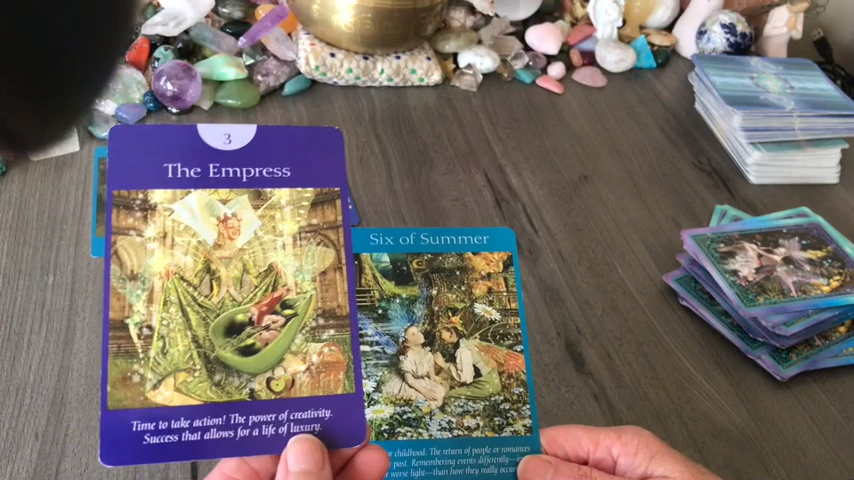 3
The Empress
Time to take action! The power of creativity.
Success that allows for a life of luxury.
Six of Summer
childhood. The return of people or romances
past. Remembering events differently—
worse light—than how they really